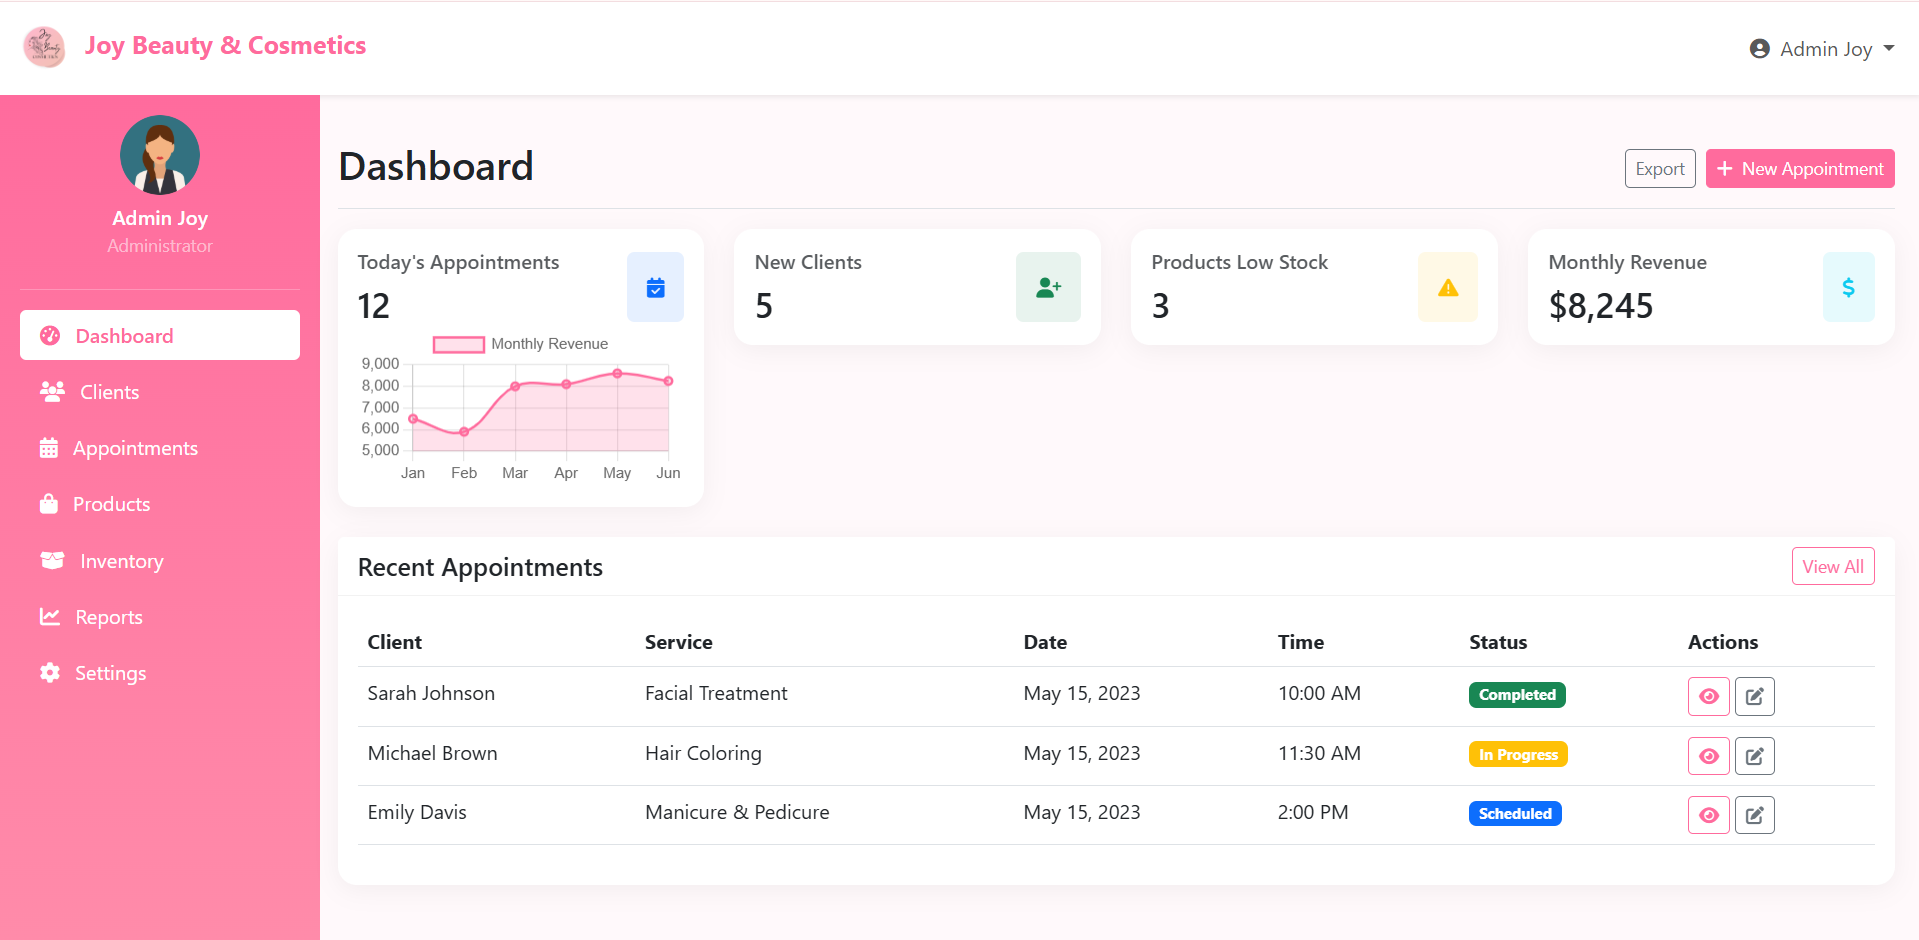 Joy Beauty & Cosmetics
Admin Joy
Admin Joy
Administrator
Dashboard
Clients
Appointments
Products
Inventory
Reports
Settings
Dashboard
Export
New Appointment
Today's Appointments
12
Monthly Revenue
9,000
8,000
7,000
6,000
5,000
Jan Feb Mar Apr May Jun
New Clients
5
Products Low Stock
3
Monthly Revenue
$8,245
Recent Appointments
View All
Client Service Date Time Status Actions
Sarah Johnson Facial Treatment May 15, 2023 10:00 AM Completed
Michael Brown Hair Coloring May 15, 2023 11:30 AM In Progress
Emily Davis Manicure & Pedicure May 15, 2023 2:00 PM Scheduled